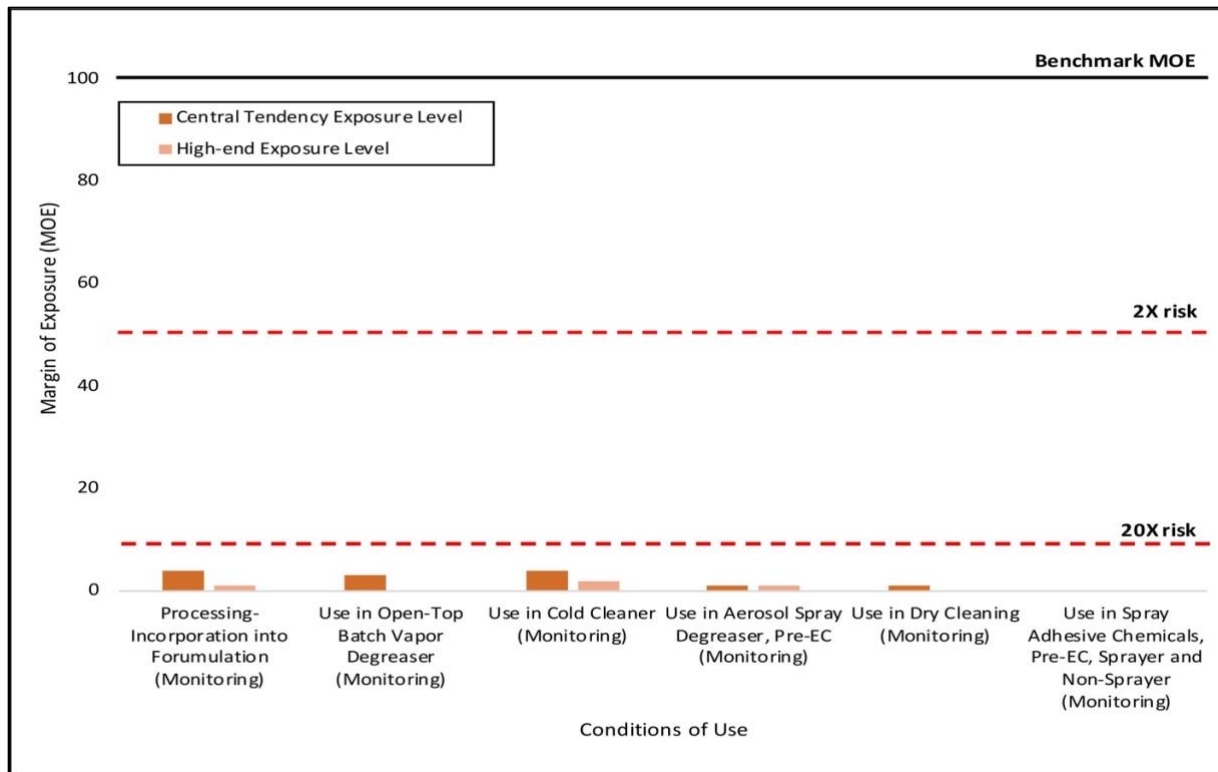 Benchmark MOE
100
Central Tendency Exposure Level
High-end Exposure Level
80
60
2X risk
40
20
20X risk
0
Margin of Exposure (MOE)
Processing-
Incorporation into
Forumulation
(Monitoring)
Use in Open-Top
Batch Vapor
Degreaser
(Monitoring)
Use in Cold Cleaner
(Monitoring)
Use in Aerosol Spray
Degreaser, Pre-EC
(Monitoring)
Use in Dry Cleaning
(Monitoring)
Use in Spray
Adhesive Chemicals,
Pre-EC, Sprayer and
Non-Sprayer
(Monitoring)
Conditions of Use